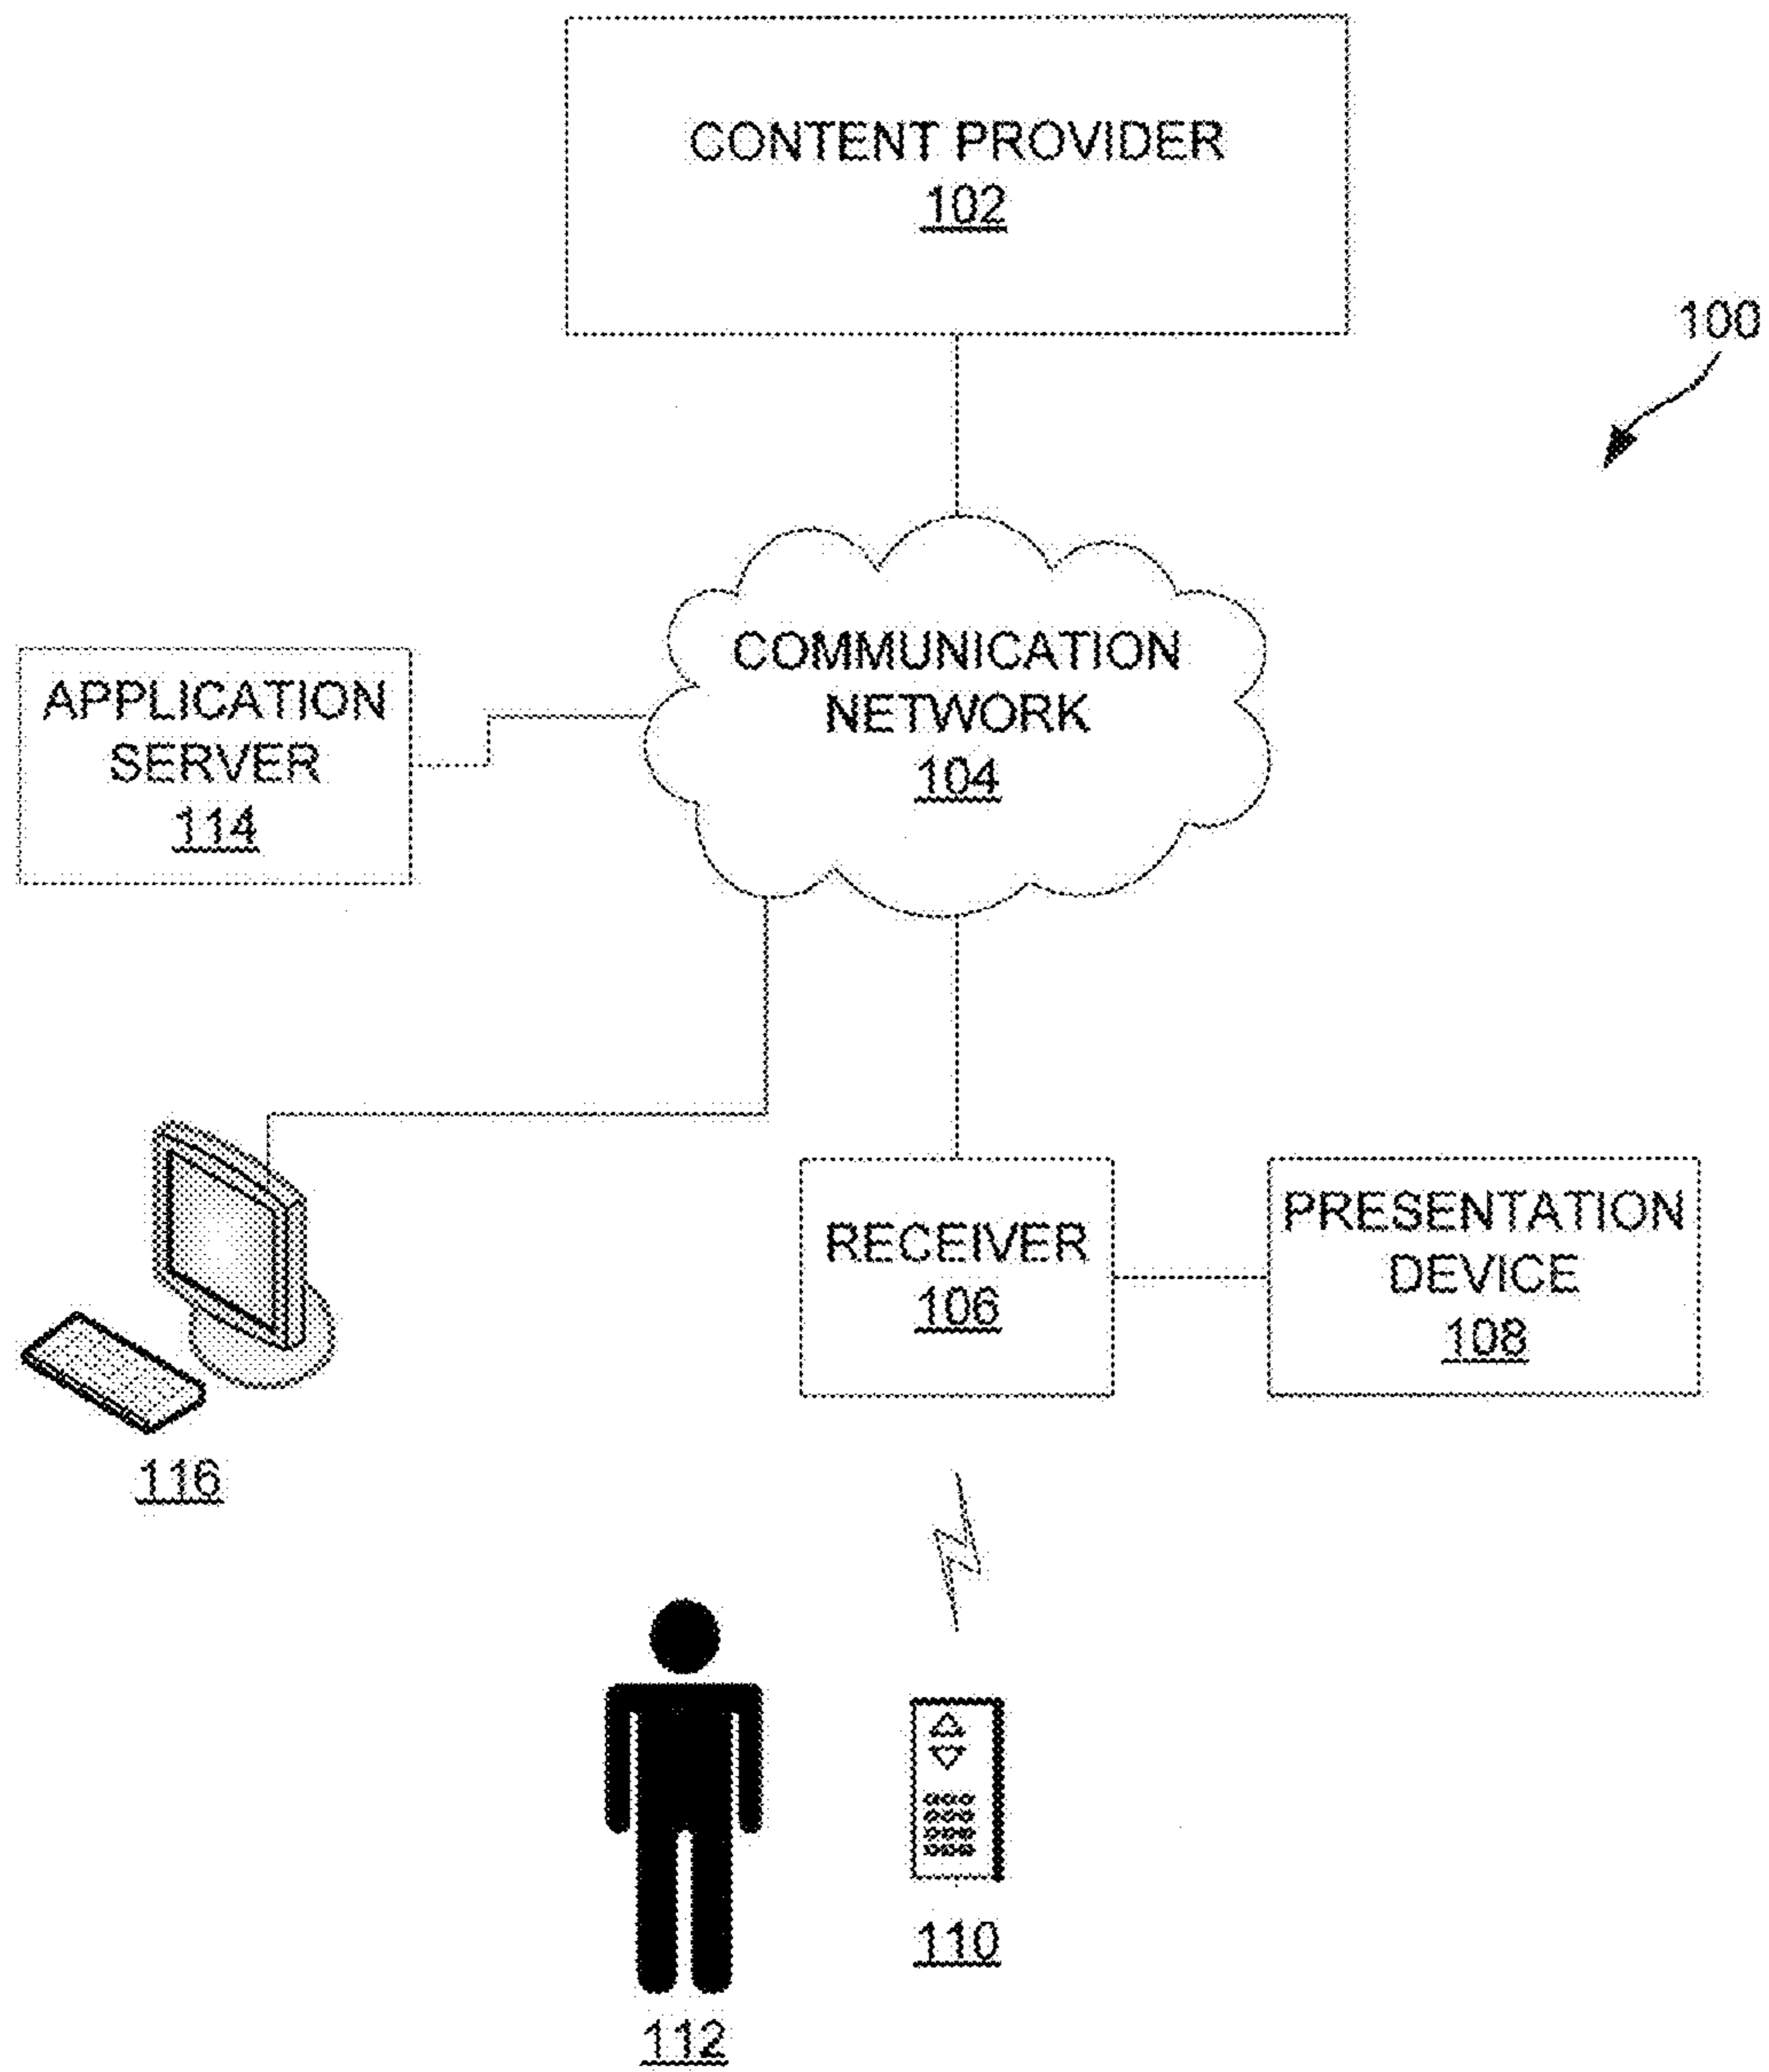 CONTENT PROVIDER
102
100
COMMUNICATION
NETWORK
104
APPLICATION
SERVER
114
RECEIVER
106
PRESENTATION
DEVICE
108
116
110
112